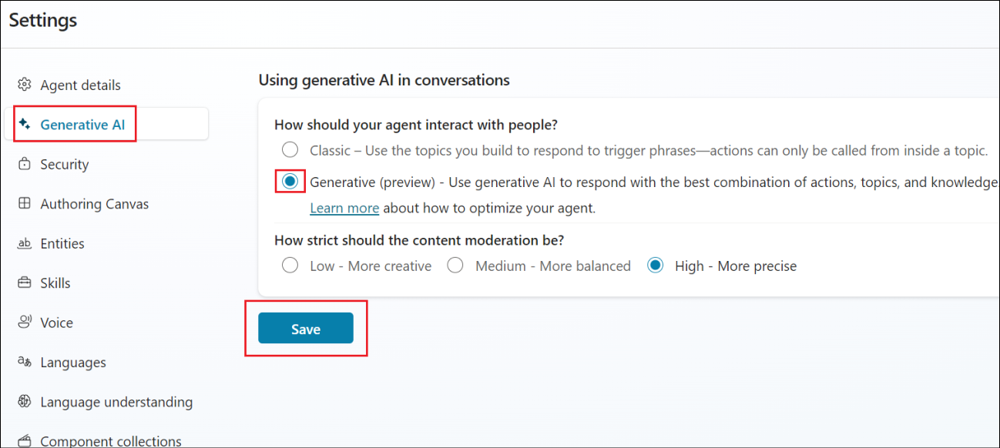 Settings
Agent details
Generative AI
Security
Authoring Canvas
Entities
Skills
Voice
Languages
Language understanding
Component collections
Using generative AI in conversations
How should your agent interact with people?
Classic – Use the topics you build to respond to trigger phrases—actions can only be called from inside a topic.
Generative (preview) - Use generative AI to respond with the best combination of actions, topics, and knowledge.
Learn more about how to optimize your agent.
How strict should the content moderation be?
Low - More creative Medium - More balanced High - More precise
Save